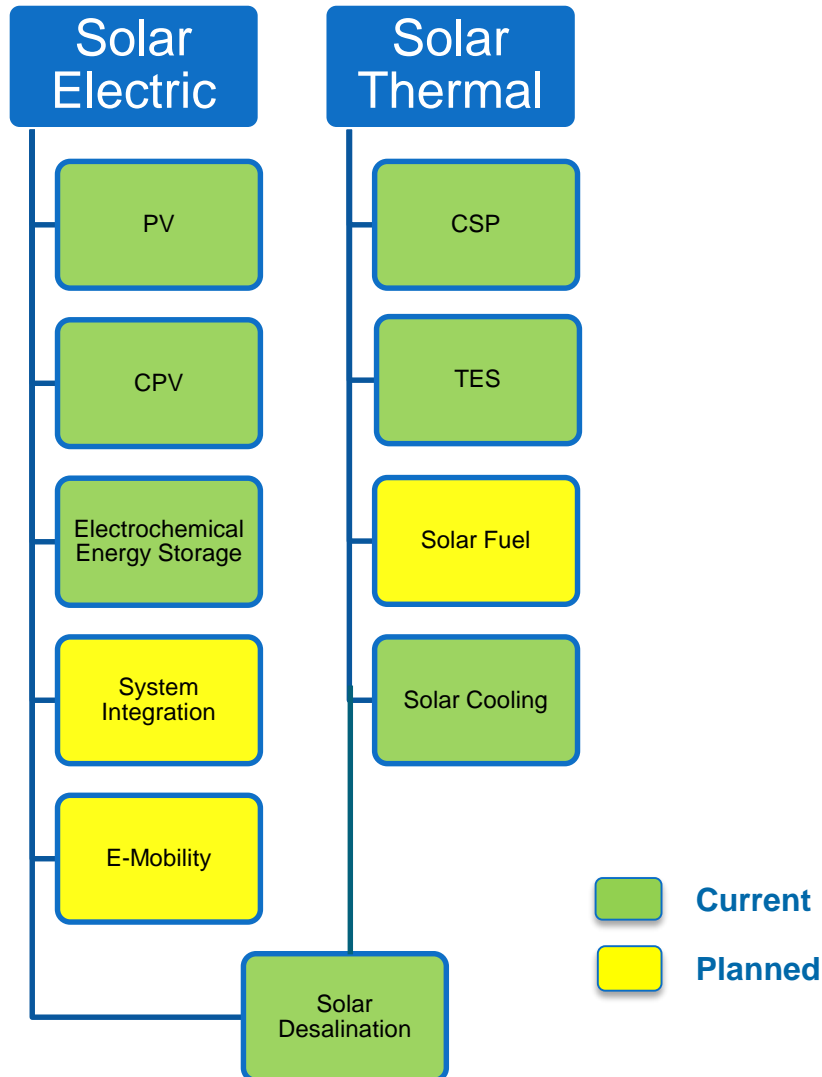 Solar
Electric
Solar
Thermal
PV
CSP
CPV
TES
Electrochemical
Energy Storage
Solar Fuel
System
Integration
Solar Cooling
E-Mobility
Current
Planned
Solar
Desalination